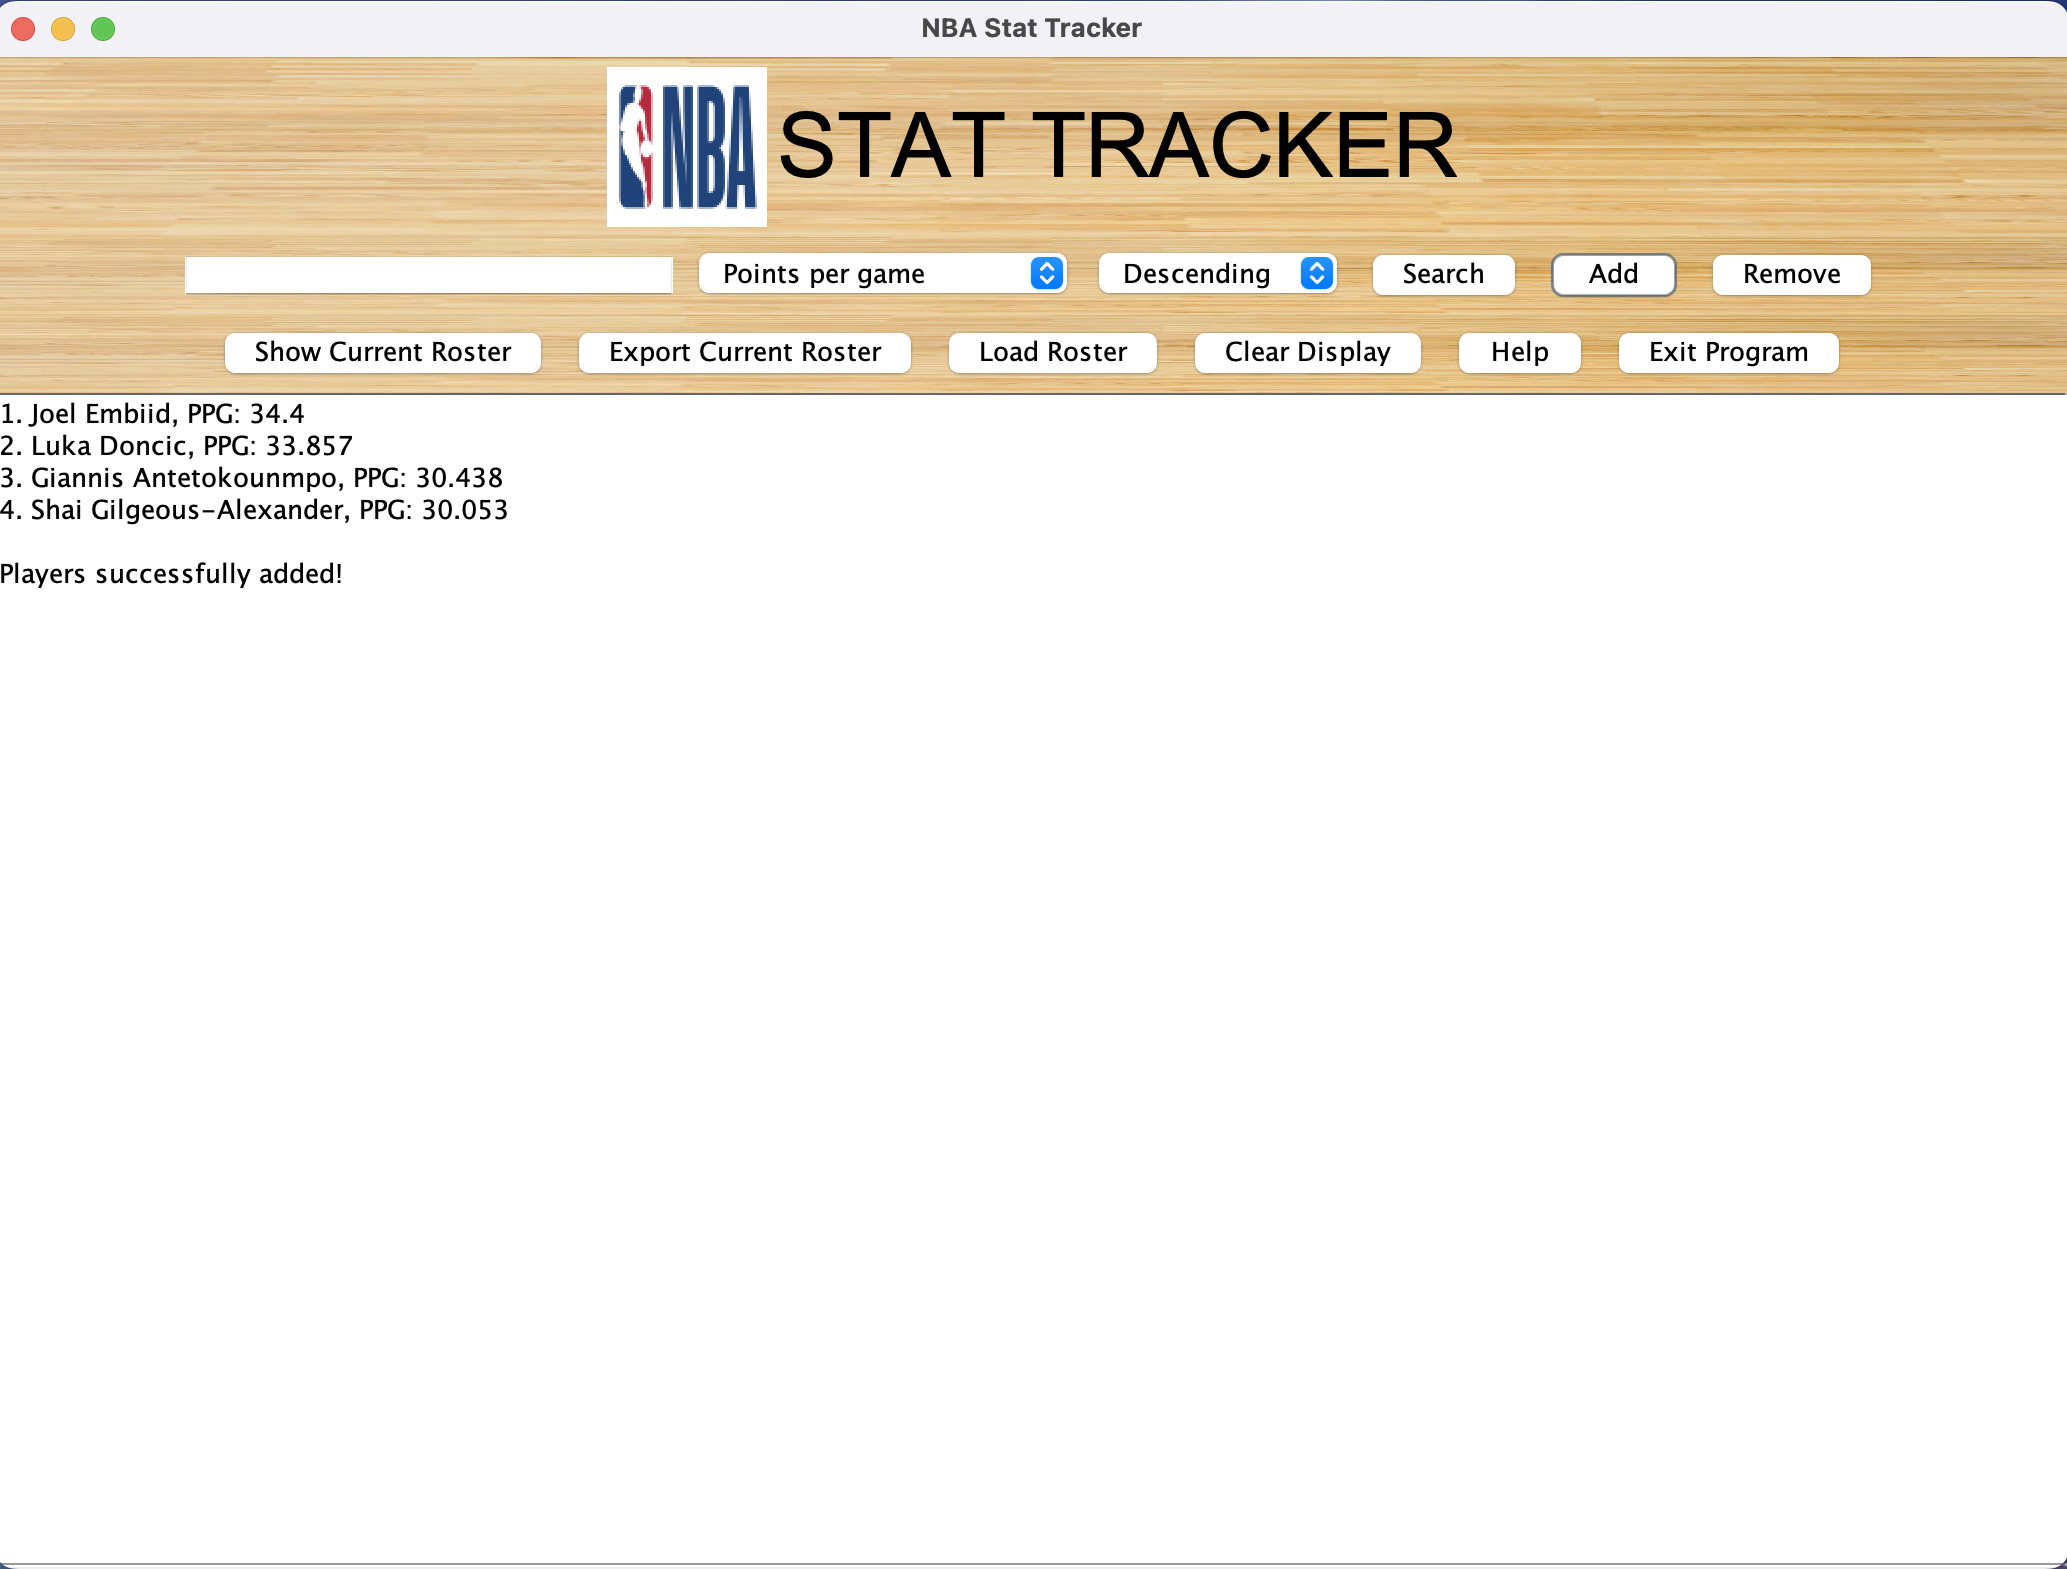 NBA Stat Tracker
NBA STAT TRACKER
Points per game Descending Search Add Remove
Show Current Roster Export Current Roster Load Roster Clear Display Help Exit Program
1. Joel Embiid, PPG: 34.4
2. Luka Doncic, PPG: 33.857
3. Giannis Antetokounmpo, PPG: 30.438
4. Shai Gilgeous-Alexander, PPG: 30.053
Players successfully added!